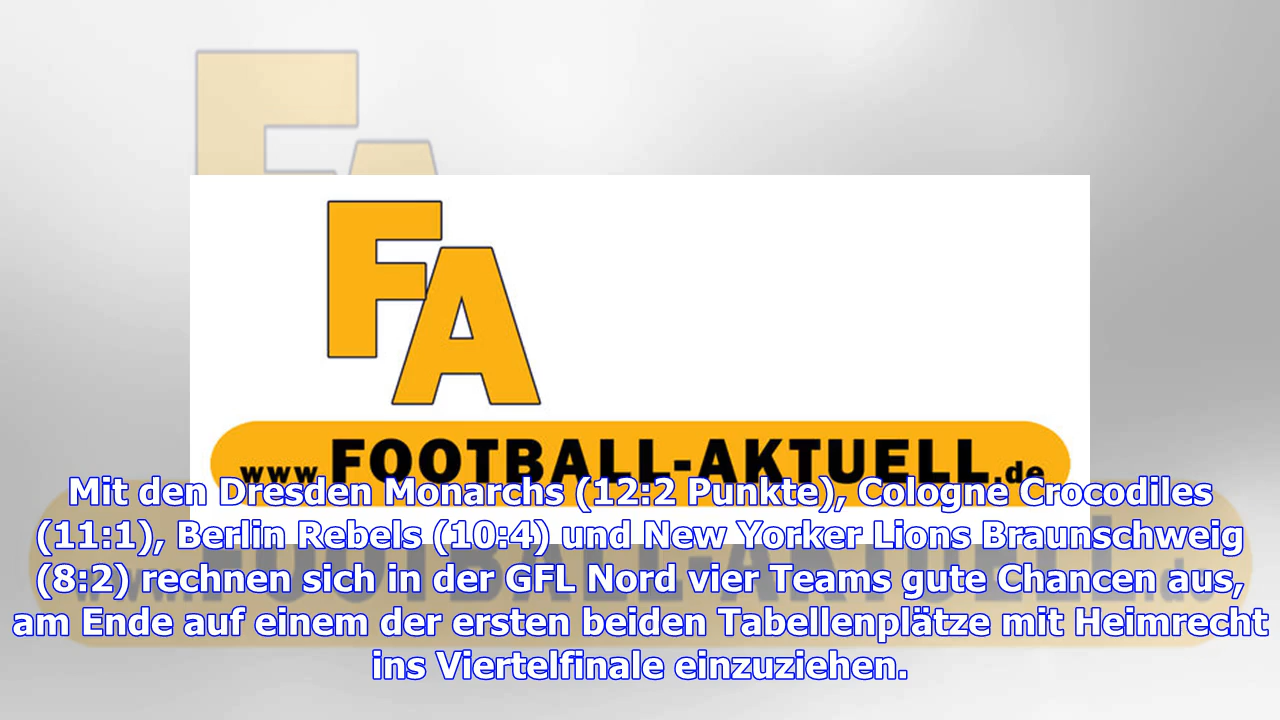 FA
www.FOOTBALL-AKTUELL.de
Mit den Dresden Monarchs (12:2 Punkte), Cologne Crocodiles
(11:1), Berlin Rebels (10:4) und New Yorker Lions Braunschweig
(8:2) rechnen sich in der GFL Nord vier Teams gute Chancen aus,
am Ende auf einem der ersten beiden Tabellenplätze mit Heimrecht
ins Viertelfinale einzuziehen.